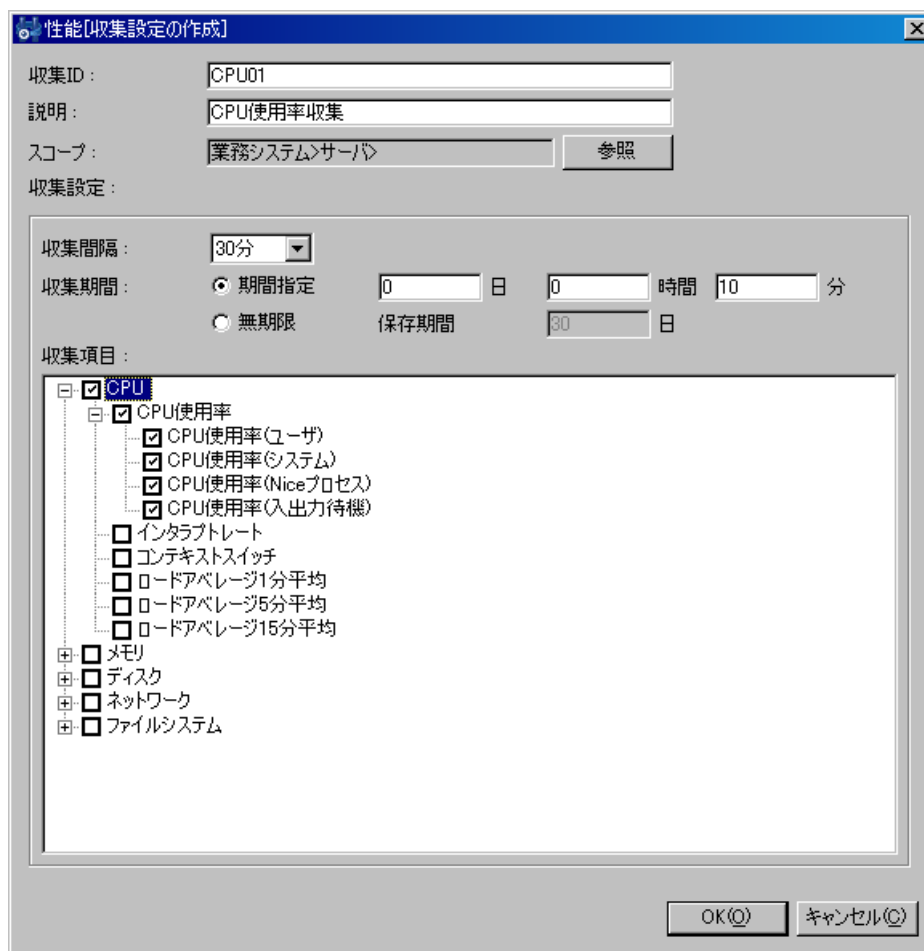 性能[収集設定の作成]
収集ID : CPU01
説明 : CPU使用率収集
スコープ : 業務システム>サーバ> 参照
収集設定 :
収集間隔 : 30分
収集期間 : 期間指定 0 日 0 時間 10 分
無期限 保存期間 30 日
収集項目 :
CPU
CPU使用率
CPU使用率(ユーザ)
CPU使用率(システム)
CPU使用率(Niceプロセス)
CPU使用率(入出力待機)
インタラプトレート
コンテキストスイッチ
ロードアベレージ1分平均
ロードアベレージ5分平均
ロードアベレージ15分平均
メモリ
ディスク
ネットワーク
ファイルシステム
OK(O) キャンセル(C)